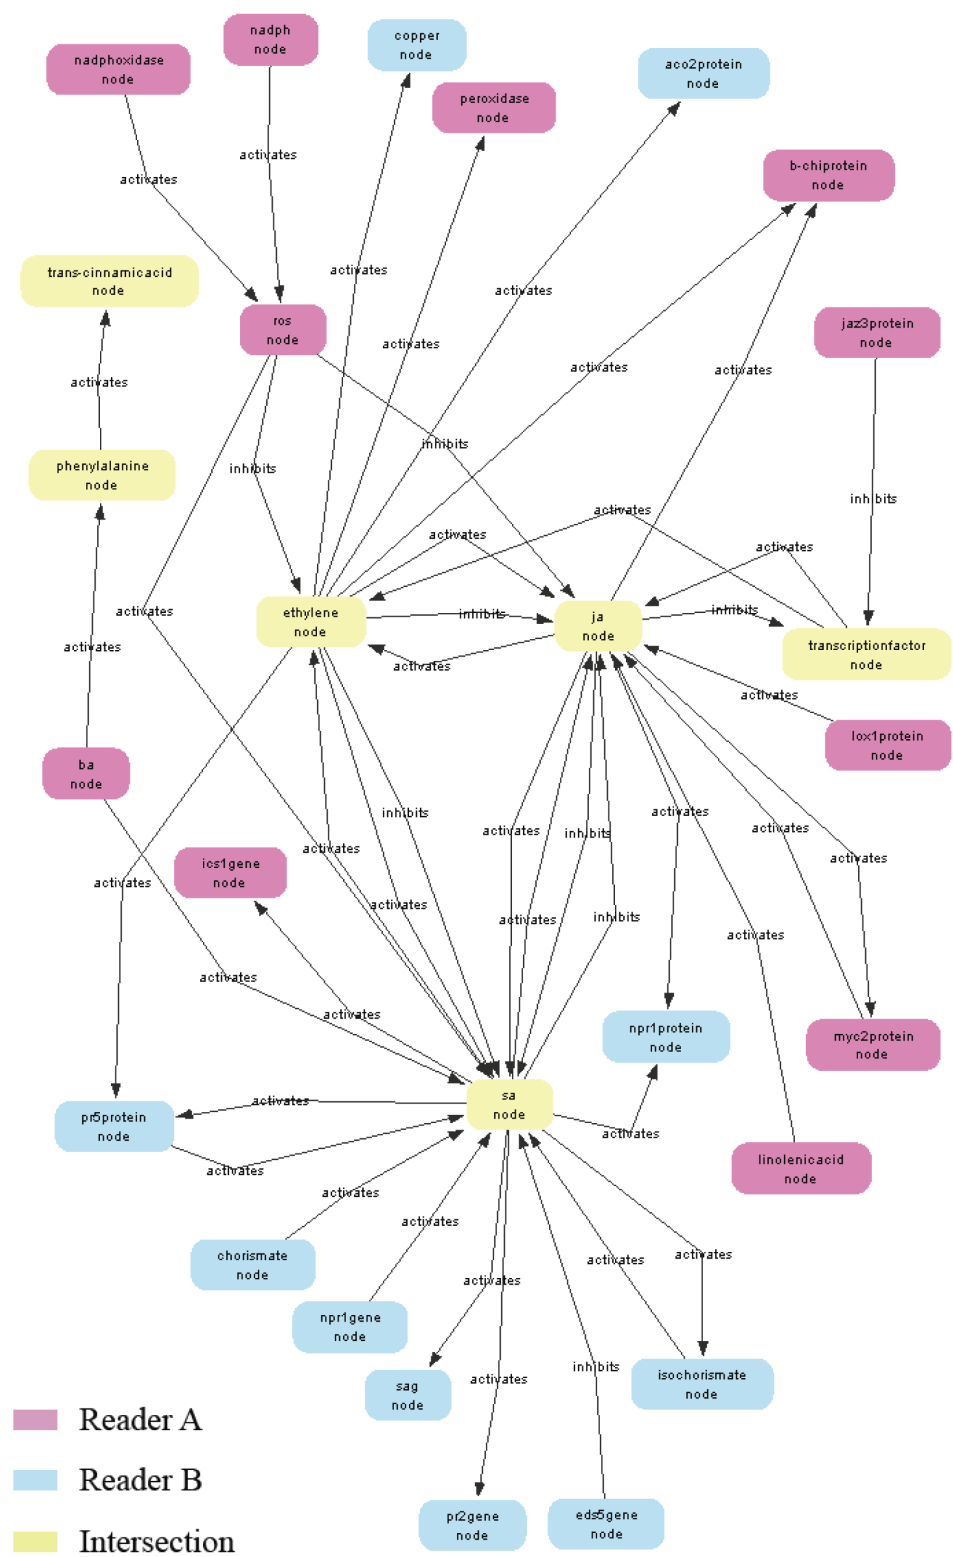 nadph
node
copper
node
nadphoxidase
node
aco2protein
node
peroxidase
node
activates
activates
b-chiprotein
node
trans-cinnamicacid
node
activates
activates
ros
node
jaz3protein
node
activates
activates
activates
activates
inhibits
phenylalanine
node
inhibits
inhibits
activates
activates
activates
ethylene
node
inhibits
ja
node
inhibits
activates
transcriptionfactor
node
activates
activates
activates
lox1protein
node
ba
node
inhibits
activates
inhibits
activates
activates
activates
activates
ics1gene
node
activates
activates
activates
inhibits
activates
activates
activates
npr1protein
node
myc2protein
node
sa
node
activates
pr5protein
node
activates
activates
linolenicacid
node
activates
activates
chorismate
node
activates
activates
activates
npr1gene
node
sag
node
activates
inhibits
isochorismate
node
Reader A
Reader B
pr2gene
node
eds5gene
node
Intersection